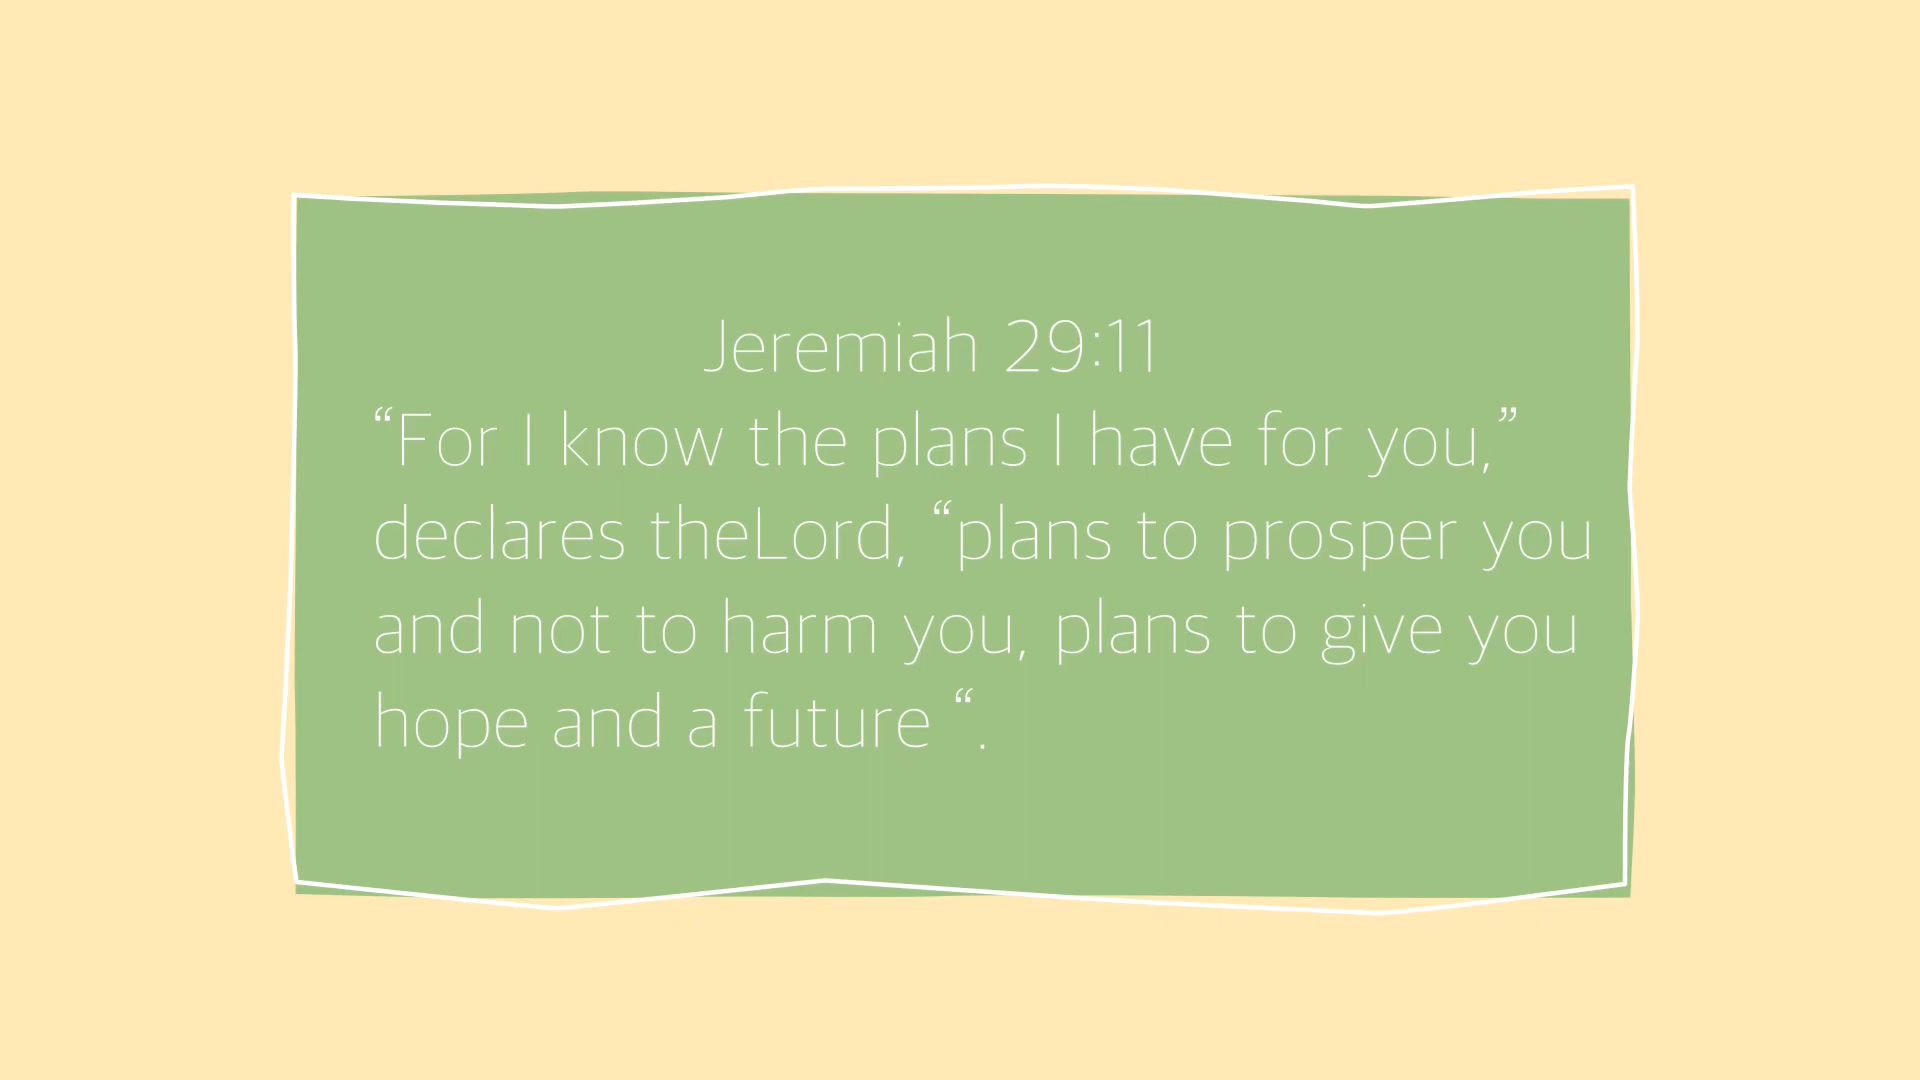 Jeremiah 29:11
“For I know the plans I have for you,”
declares theLord, “plans to prosper you
and not to harm you, plans to give you
hope and a future “.